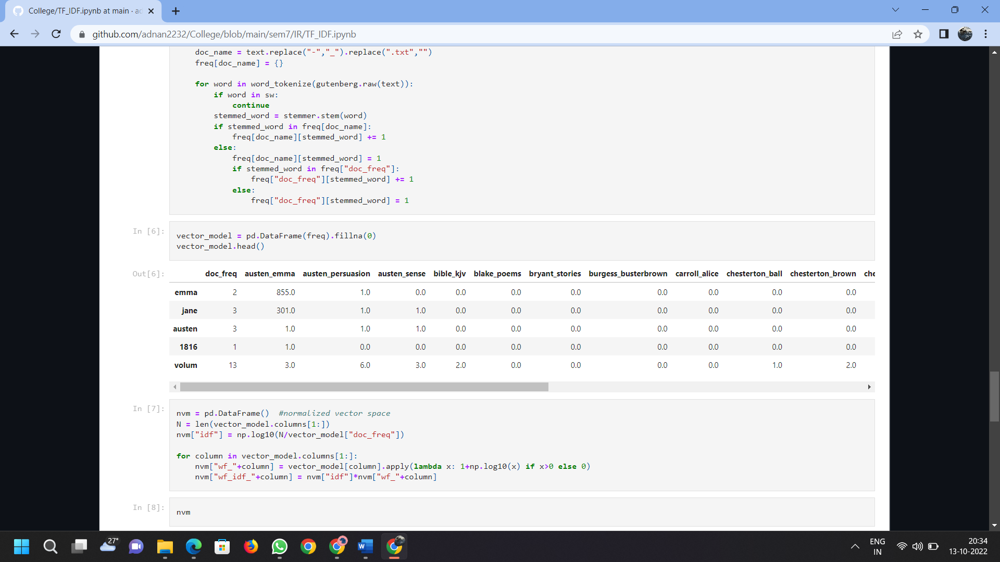 College/TF_IDF.ipynb at main · ad
github.com/adnan2232/College/blob/main/sem7/IR/TF_IDF.ipynb
doc_name = text.replace("-","_").replace(".txt","")
freq[doc_name] = {}
for word in word_tokenize(gutenberg.raw(text)):
if word in sw:
continue
stemmed_word = stemmer.stem(word)
if stemmed_word in freq[doc_name]:
freq[doc_name][stemmed_word] += 1
else:
freq[doc_name][stemmed_word] = 1
if stemmed_word in freq["doc_freq"]:
freq["doc_freq"][stemmed_word] += 1
else:
freq["doc_freq"][stemmed_word] = 1
In [6]:
vector_model = pd.DataFrame(freq).fillna(0)
vector_model.head()
Out[6]:
doc_freq austen_emma austen_persuasion austen_sense bible_kjv blake_poems bryant_stories burgess_busterbrown carroll_alice chesterton_ball chesterton_brown che
emma 2 855.0 1.0 0.0 0.0 0.0 0.0 0.0 0.0 0.0 0.0
jane 3 301.0 1.0 1.0 0.0 0.0 0.0 0.0 0.0 0.0 0.0
austen 3 1.0 1.0 1.0 0.0 0.0 0.0 0.0 0.0 0.0 0.0
1816 1 1.0 0.0 0.0 0.0 0.0 0.0 0.0 0.0 0.0 0.0
volum 13 3.0 6.0 3.0 2.0 0.0 0.0 0.0 0.0 1.0 2.0
In [7]:
nvm = pd.DataFrame() #normalized vector space
N = len(vector_model.columns[1:])
nvm["idf"] = np.log10(N/vector_model["doc_freq"])
for column in vector_model.columns[1:]:
nvm["wf_"+column] = vector_model[column].apply(lambda x: 1+np.log10(x) if x>0 else 0)
nvm["wf_idf_"+column] = nvm["idf"]*nvm["wf_"+column]
In [8]:
nvm
27°
W
ENG
IN
20:34
13-10-2022